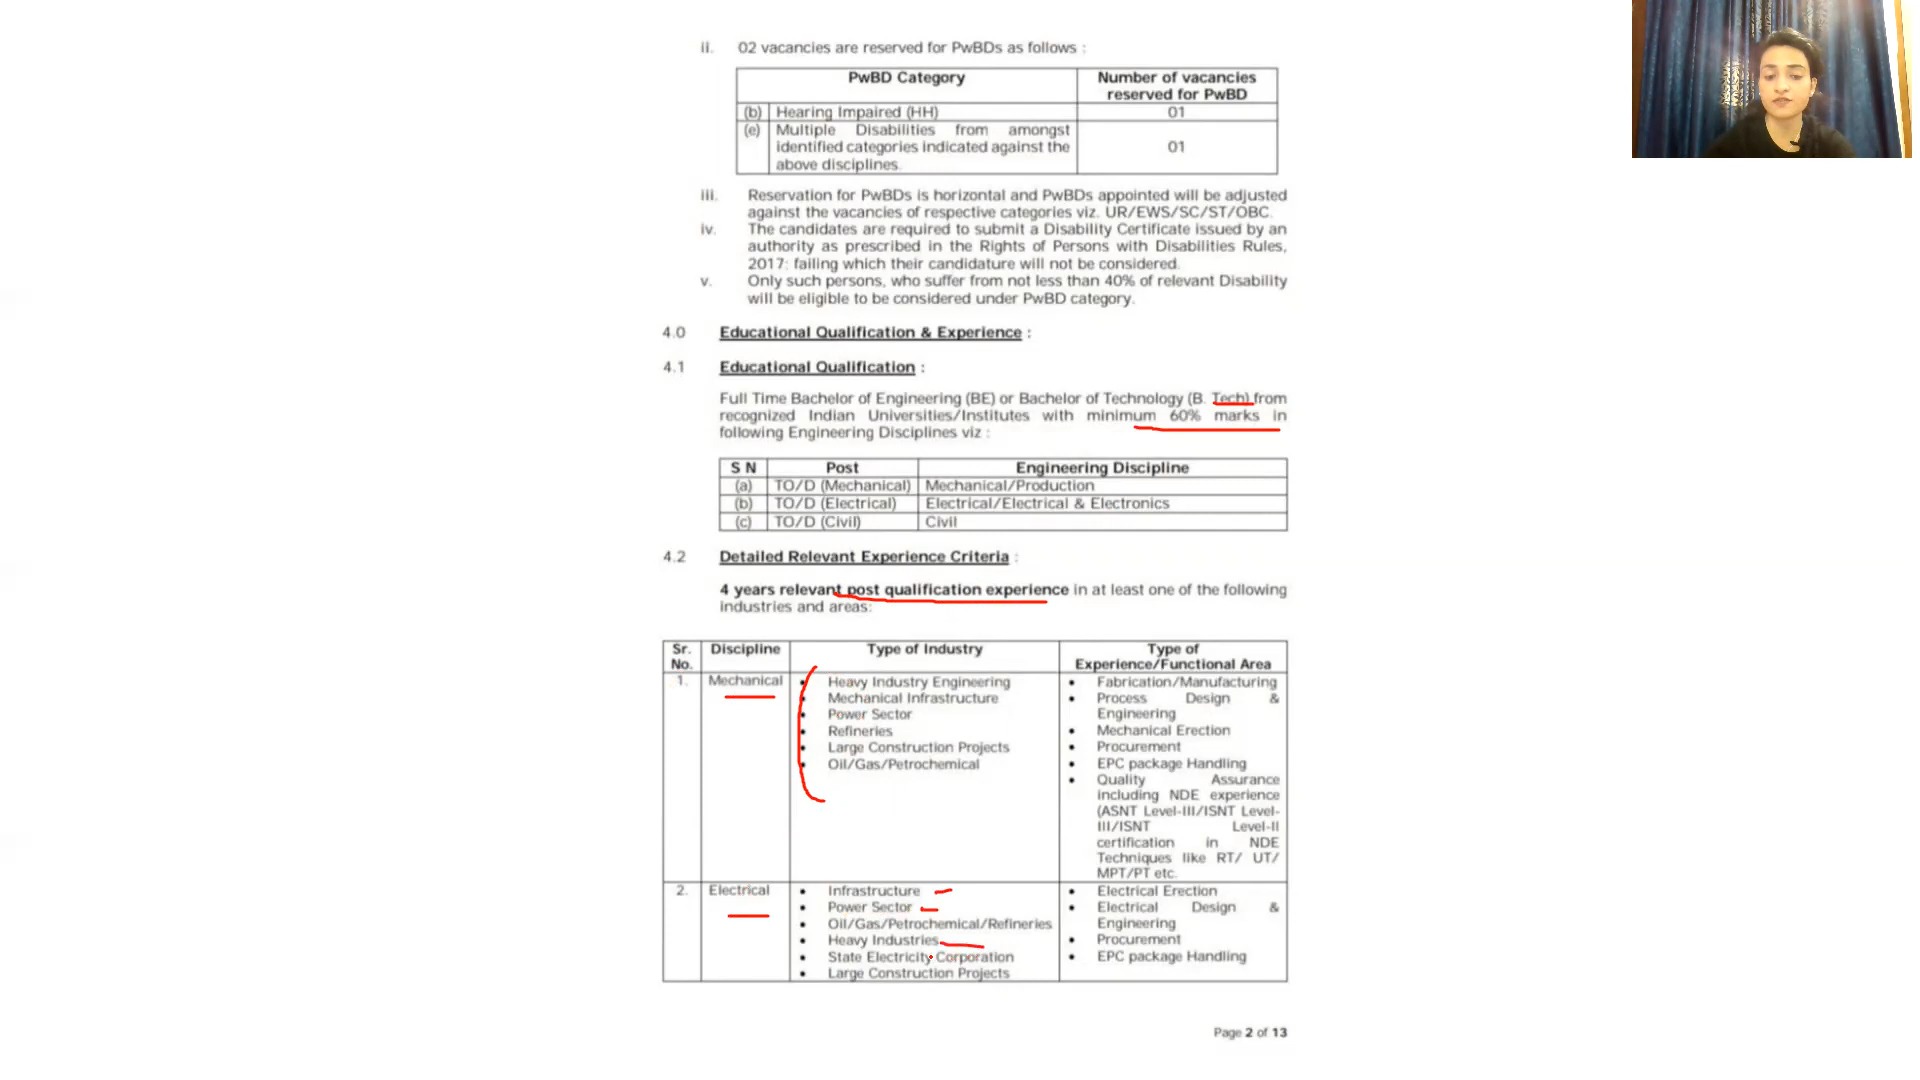 ii. 02 vacancies are reserved for PwBDs as follows :
PwBD Category Number of vacancies
reserved for PwBD
(b) Hearing Impaired (HH) 01
(e) Multiple Disabilities from amongst
identified categories indicated against the 01
above disciplines.
iii. Reservation for PwBDs is horizontal and PwBDs appointed will be adjusted
against the vacancies of respective categories viz. UR/EWS/SC/ST/OBC.
iv. The candidates are required to submit a Disability Certificate issued by an
authority as prescribed in the Rights of Persons with Disabilities Rules,
2017; failing which their candidature will not be considered.
v. Only such persons, who suffer from not less than 40% of relevant Disability
will be eligible to be considered under PwBD category.
4.0 Educational Qualification & Experience :
4.1 Educational Qualification :
Full Time Bachelor of Engineering (BE) or Bachelor of Technology (B. Tech) from
recognized Indian Universities/Institutes with minimum 60% marks in
following Engineering Disciplines viz :
S N Post Engineering Discipline
(a) TO/D (Mechanical) Mechanical/Production
(b) TO/D (Electrical) Electrical/Electrical & Electronics
(c) TO/D (Civil) Civil
4.2 Detailed Relevant Experience Criteria :
4 years relevant post qualification experience in at least one of the following
industries and areas:
Sr. Discipline Type of Industry Type of
No. Experience/Functional Area
1. Mechanical • Heavy Industry Engineering • Fabrication/Manufacturing
• Mechanical Infrastructure • Process Design &
• Power Sector Engineering
• Refineries • Mechanical Erection
• Large Construction Projects • Procurement
• Oil/Gas/Petrochemical • EPC package Handling
• Quality Assurance
including NDE experience
(ASNT Level-III/ISNT Level-
III/ISNT Level-II
certification in NDE
Techniques like RT/ UT/
MPT/PT etc.
2. Electrical • Infrastructure • Electrical Erection
• Power Sector • Electrical Design &
• Oil/Gas/Petrochemical/Refineries Engineering
• Heavy Industries • Procurement
• State Electricity Corporation • EPC package Handling
• Large Construction Projects
Page 2 of 13